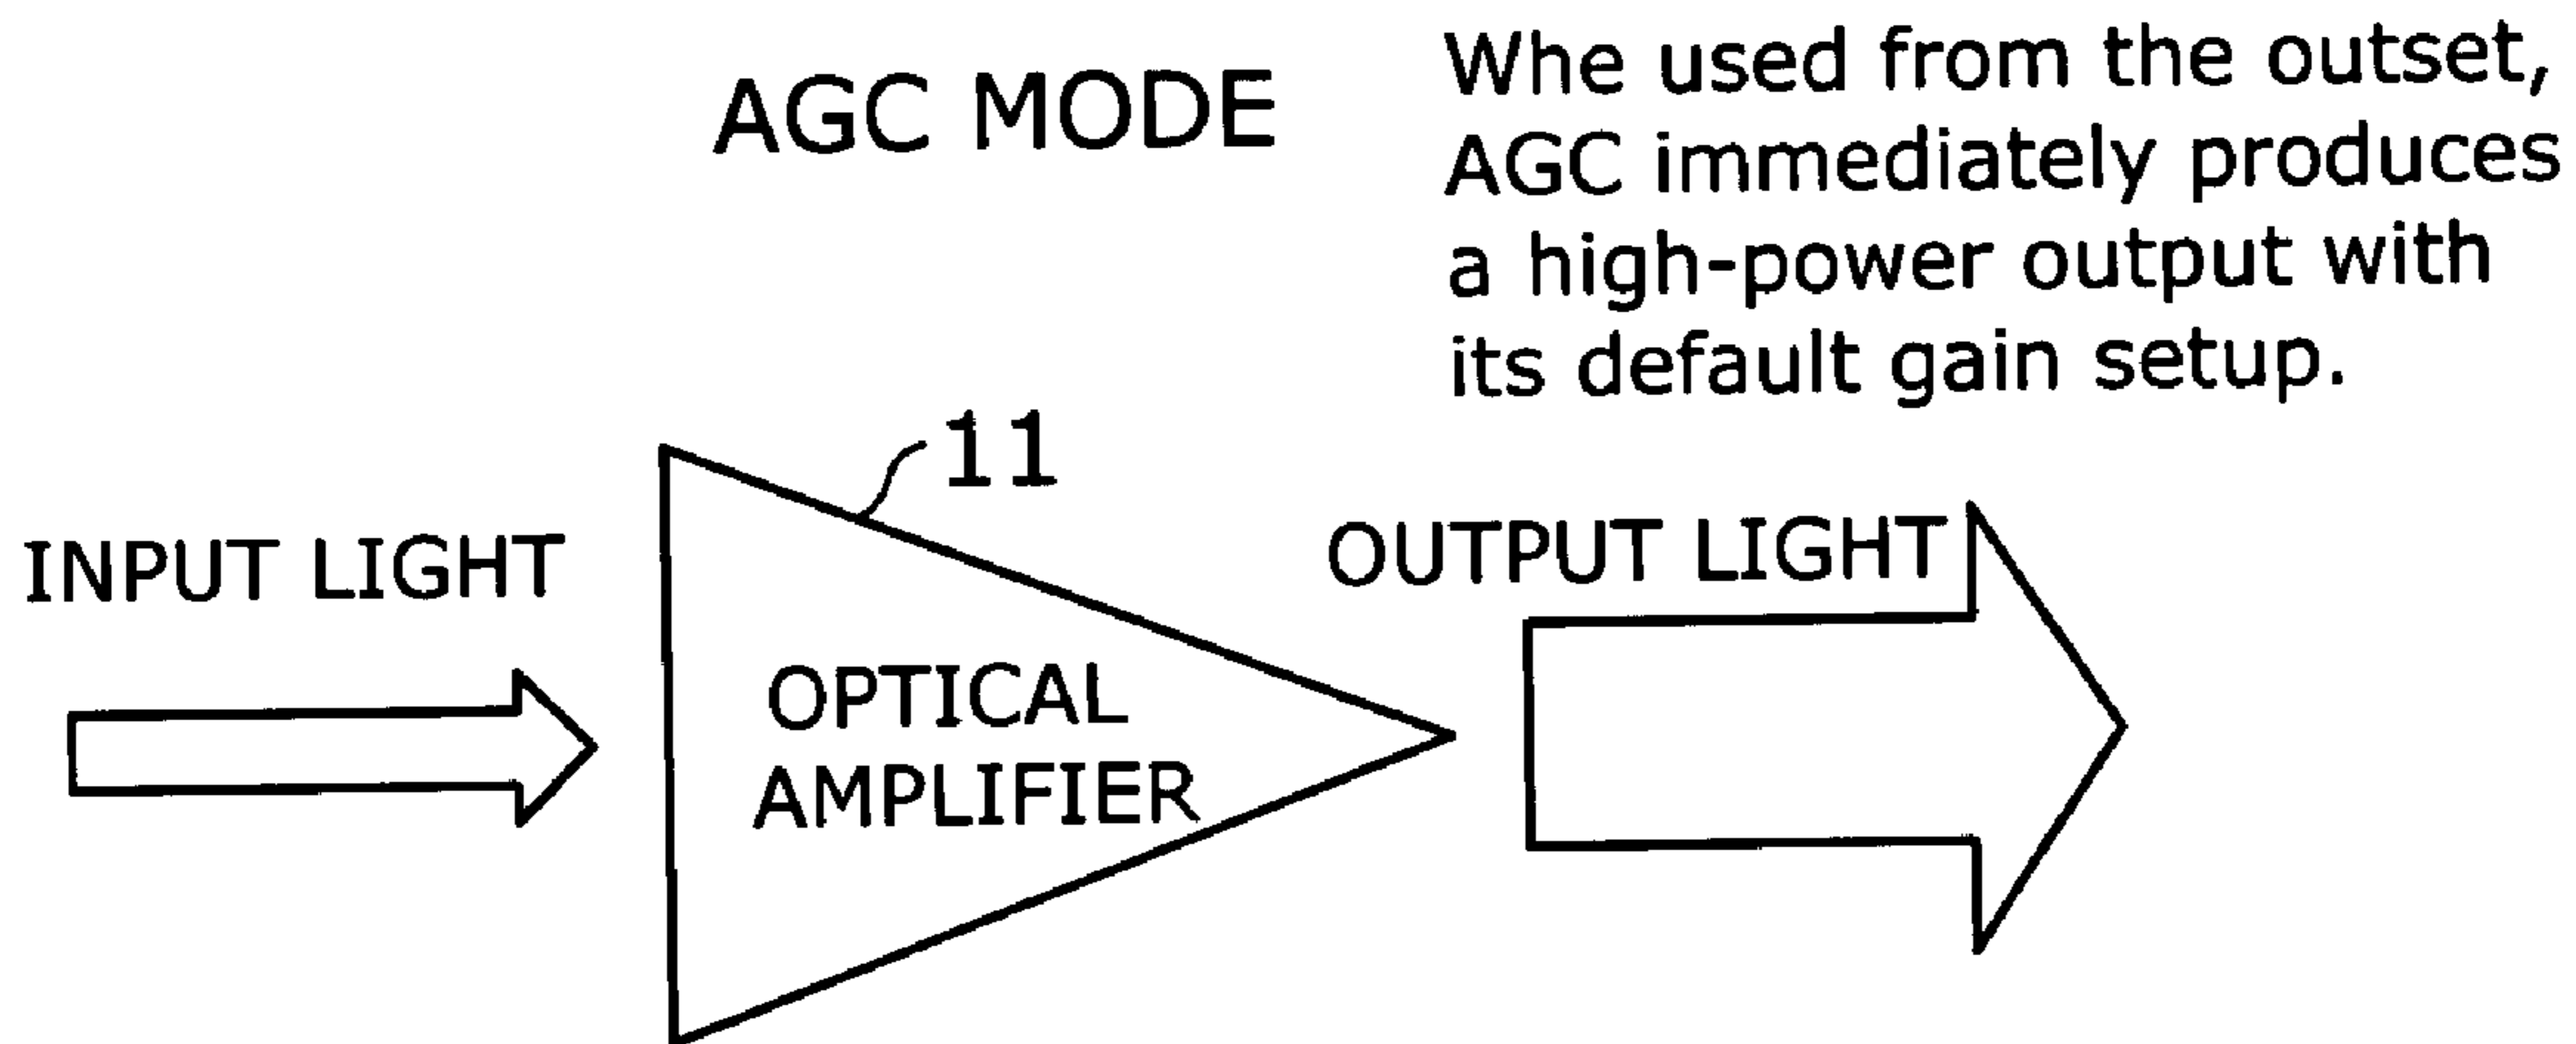 AGC MODE
Whe used from the outset,
AGC immediately produces
a high-power output with
its default gain setup.
11
INPUT LIGHT
OUTPUT LIGHT
OPTICAL
AMPLIFIER